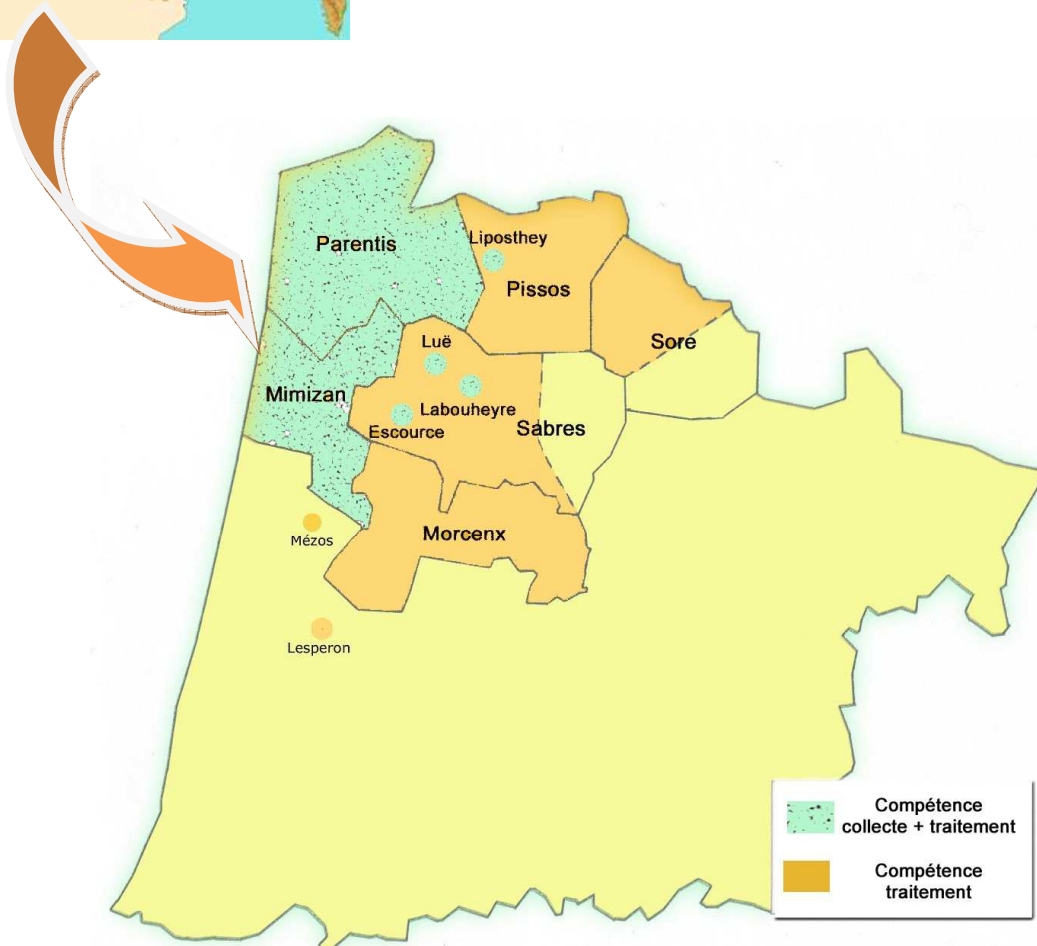 Parentis
Liposthey
Pissos
Luë
Sore
Mimizan
Labouheyre
Escource
Sabres
Mézos
Morcenx
Lesperon
Compétence
collecte + traitement
Compétence
traitement